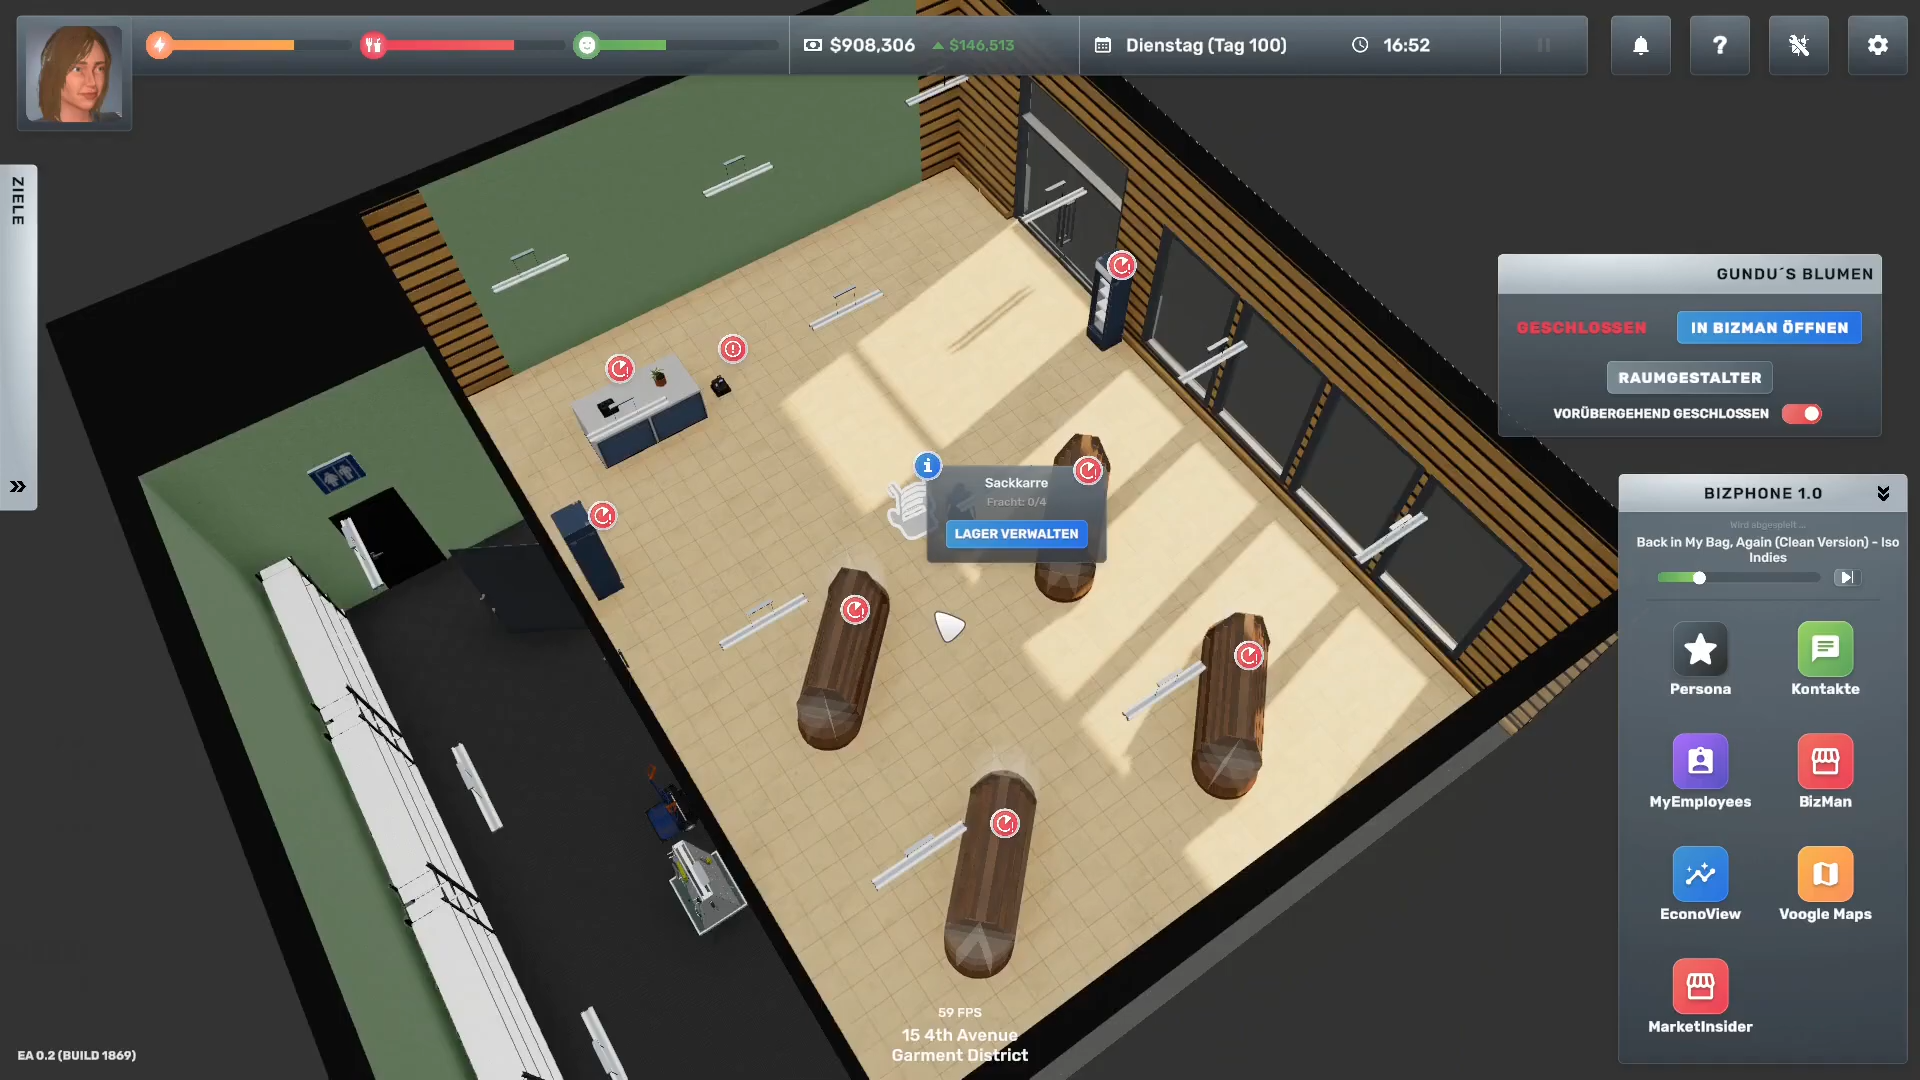 $908,306
$146,513
Dienstag (Tag 100)
16:52
ZIELE
GUNDU´S BLUMEN
GESCHLOSSEN
IN BIZMAN ÖFFNEN
RAUMGESTALTER
VORÜBERGEHEND GESCHLOSSEN
Sackkarre
Fracht: 0/4
LAGER VERWALTEN
BIZPHONE 1.0
Wird abgespielt ...
Back in My Bag, Again (Clean Version) - Iso
Indies
Persona
Kontakte
MyEmployees
BizMan
EconoView
Voogle Maps
MarketInsider
59 FPS
15 4th Avenue
Garment District
EA 0.2 (BUILD 1869)